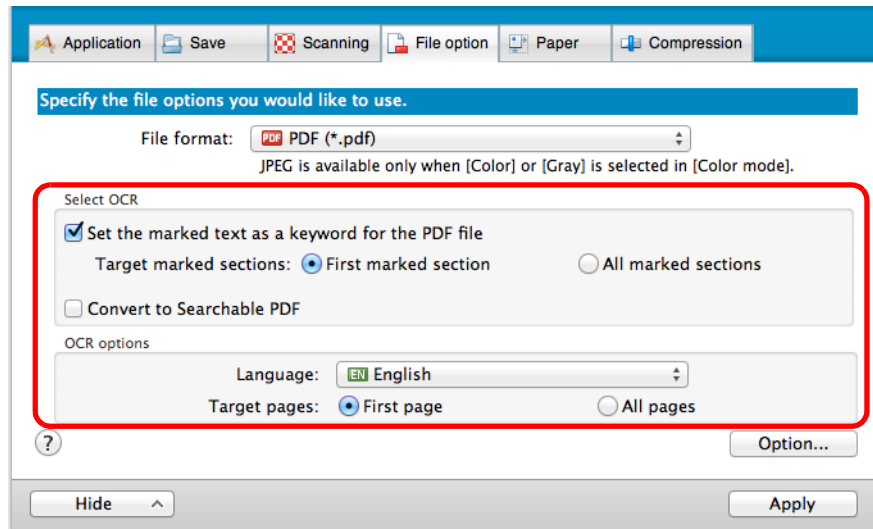 Application Save Scanning File option Paper Compression
Specify the file options you would like to use.
File format: PDF PDF (*.pdf)
JPEG is available only when [Color] or [Gray] is selected in [Color mode].
Select OCR
Set the marked text as a keyword for the PDF file
Target marked sections: First marked section All marked sections
Convert to Searchable PDF
OCR options
Language: EN English
Target pages: First page All pages
? Option...
Hide Apply